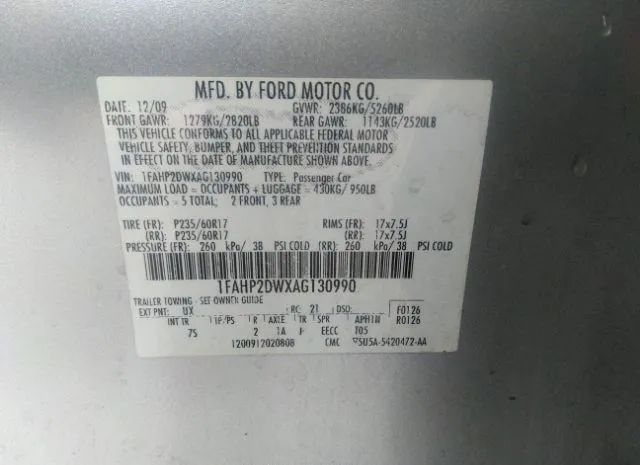 MFD. BY FORD MOTOR CO.
DATE: 12/09 GVWR: 2386KG/5260LB
FRONT GAWR: 1279KG/2820LB REAR GAWR: 1143KG/2520LB
THIS VEHICLE CONFORMS TO ALL APPLICABLE FEDERAL MOTOR
VEHICLE SAFETY, BUMPER, AND THEFT PREVENTION STANDARDS
IN EFFECT ON THE DATE OF MANUFACTURE SHOWN ABOVE.
VIN: 1FAHP2DWXAG130990 TYPE: Passenger Car
MAXIMUM LOAD = OCCUPANTS + LUGGAGE = 430KG/ 950LB
OCCUPANTS = 5 TOTAL; 2 FRONT, 3 REAR
TIRE (FR): P235/60R17 RIMS (FR): 17x7.5J
(RR): P235/60R17 (RR): 17x7.5J
PRESSURE (FR): 260 kPa/ 38 PSI COLD (RR): 260 kPa/ 38 PSI COLD
1FAHP2DWXAG130990
TRAILER TOWING - SEE OWNER GUIDE
EXT PNT: UX RC: 21 DSO: F0126
INT TR TP/PS R AXLE TR SPR R0126
7S 2 1A EECC T05
1200912020808 CMC 5U5A-5420472-AA